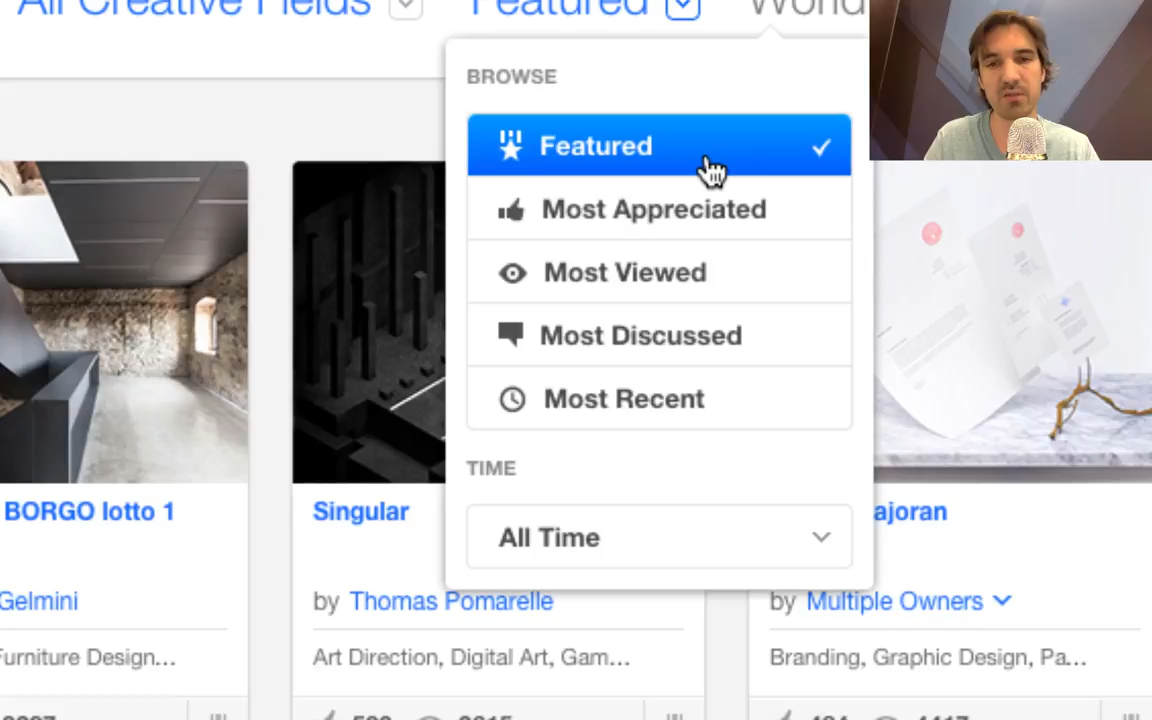 All Creative Fields
Featured
World
BROWSE
Featured
Most Appreciated
Most Viewed
Most Discussed
Most Recent
TIME
All Time
BORGO lotto 1
Singular
ajoran
Gelmini
by Thomas Pomarelle
by Multiple Owners
Furniture Design...
Art Direction, Digital Art, Gam...
Branding, Graphic Design, Pa...